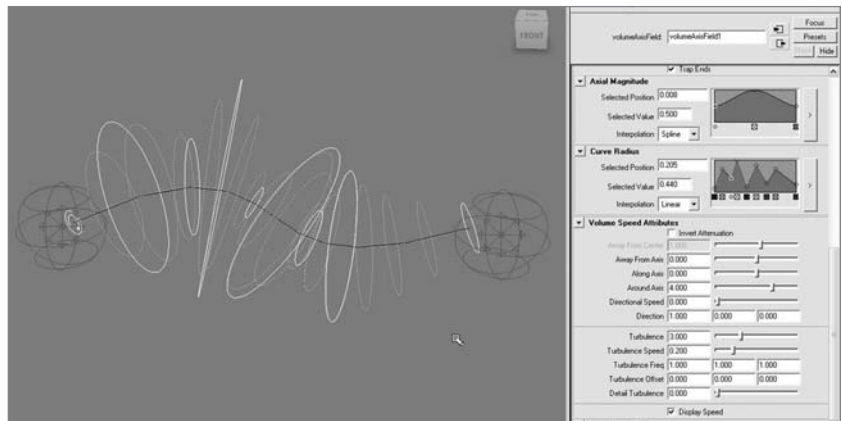 FRONT
Focus
volumeAxisField: volumeAxisField1
Presets
Hide
Trap Ends
Axial Magnitude
Selected Position 0.008
Selected Value 0.500
Interpolation Spline
Curve Radius
Selected Position 0.205
Selected Value 0.440
Interpolation Linear
Volume Speed Attributes
Invert Attenuation
Away From Center 1.000
Away From Axis 0.000
Along Axis 0.000
Around Axis 4.000
Directional Speed 0.000
Direction 1.000 0.000 0.000
Turbulence 3.000
Turbulence Speed 0.200
Turbulence Freq 1.000 1.000 1.000
Turbulence Offset 0.000 0.000 0.000
Detail Turbulence 0.000
Display Speed